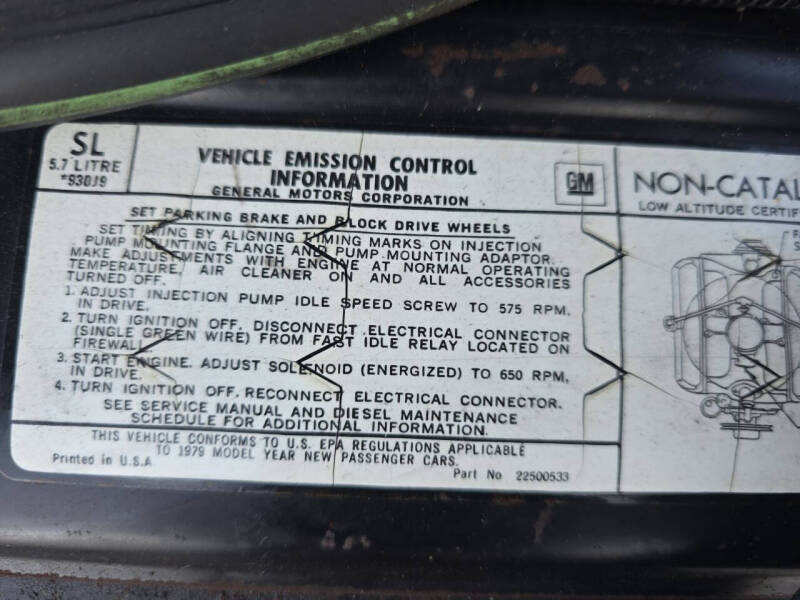 SL
5.7 LITRE
*930J9
VEHICLE EMISSION CONTROL
INFORMATION
GENERAL MOTORS CORPORATION
GM
NON-CATAL
LOW ALTITUDE CERTIF
SET PARKING BRAKE AND BLOCK DRIVE WHEELS
SET TIMING BY ALIGNING TIMING MARKS ON INJECTION
PUMP MOUNTING FLANGE AND PUMP MOUNTING ADAPTOR.
MAKE ADJUSTMENTS WITH ENGINE AT NORMAL OPERATING
TEMPERATURE, AIR CLEANER ON AND ALL ACCESSORIES
TURNED OFF.
1. ADJUST INJECTION PUMP IDLE SPEED SCREW TO 575 RPM.
IN DRIVE.
2. TURN IGNITION OFF. DISCONNECT ELECTRICAL CONNECTOR
(SINGLE GREEN WIRE) FROM FAST IDLE RELAY LOCATED ON
FIREWALL.
3. START ENGINE. ADJUST SOLENOID (ENERGIZED) TO 650 RPM,
IN DRIVE.
4. TURN IGNITION OFF. RECONNECT ELECTRICAL CONNECTOR.
SEE SERVICE MANUAL AND DIESEL MAINTENANCE
SCHEDULE FOR ADDITIONAL INFORMATION.
THIS VEHICLE CONFORMS TO U.S. EPA REGULATIONS APPLICABLE
TO 1979 MODEL YEAR NEW PASSENGER CARS.
Printed in U.S.A
Part No 22500533